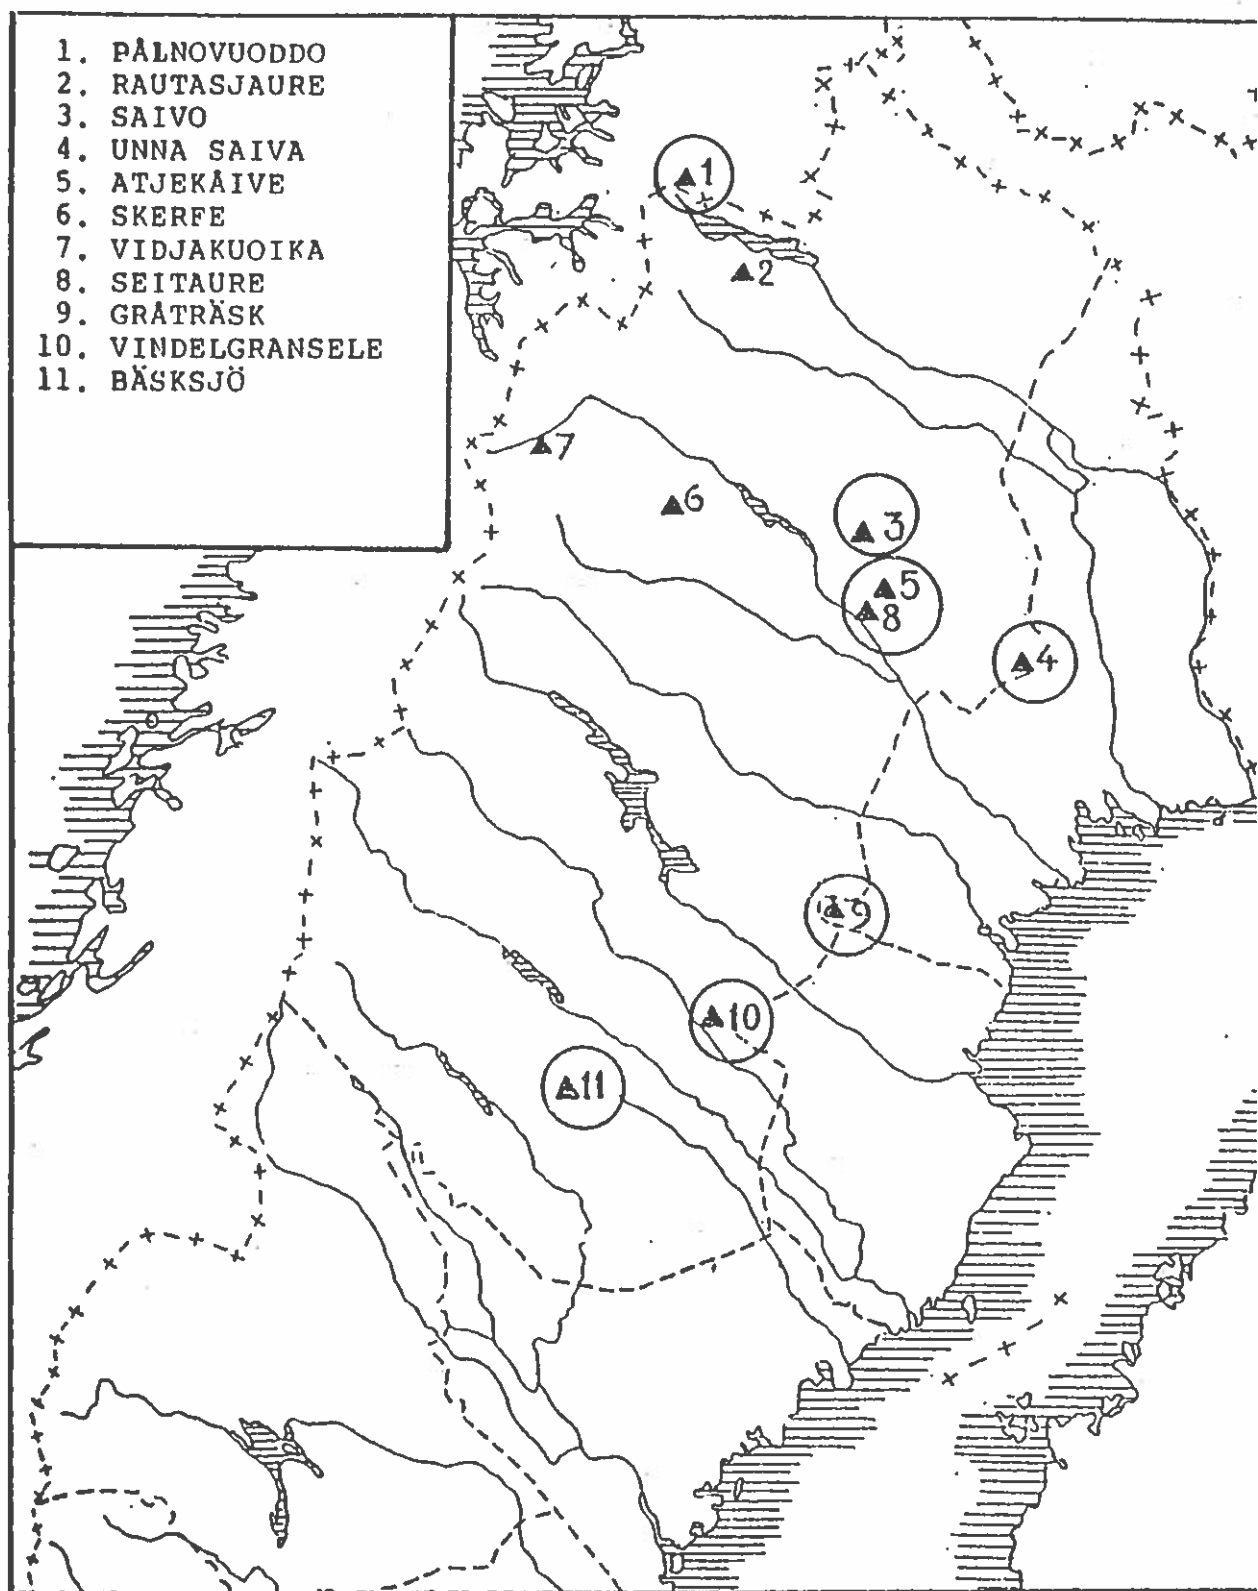 1. PÅLNOVUODDO
2. RAUTASJAURE
3. SAIVO
4. UNNA SAIVA
5. ATJEKÅIVE
6. SKERFE
7. VIDJAKUOIKA
8. SEITAURE
9. GRÅTRÄSK
10. VINDELGRANSELE
11. BÄSKSJÖ
1
2
7
6
3
5
8
4
9
10
11